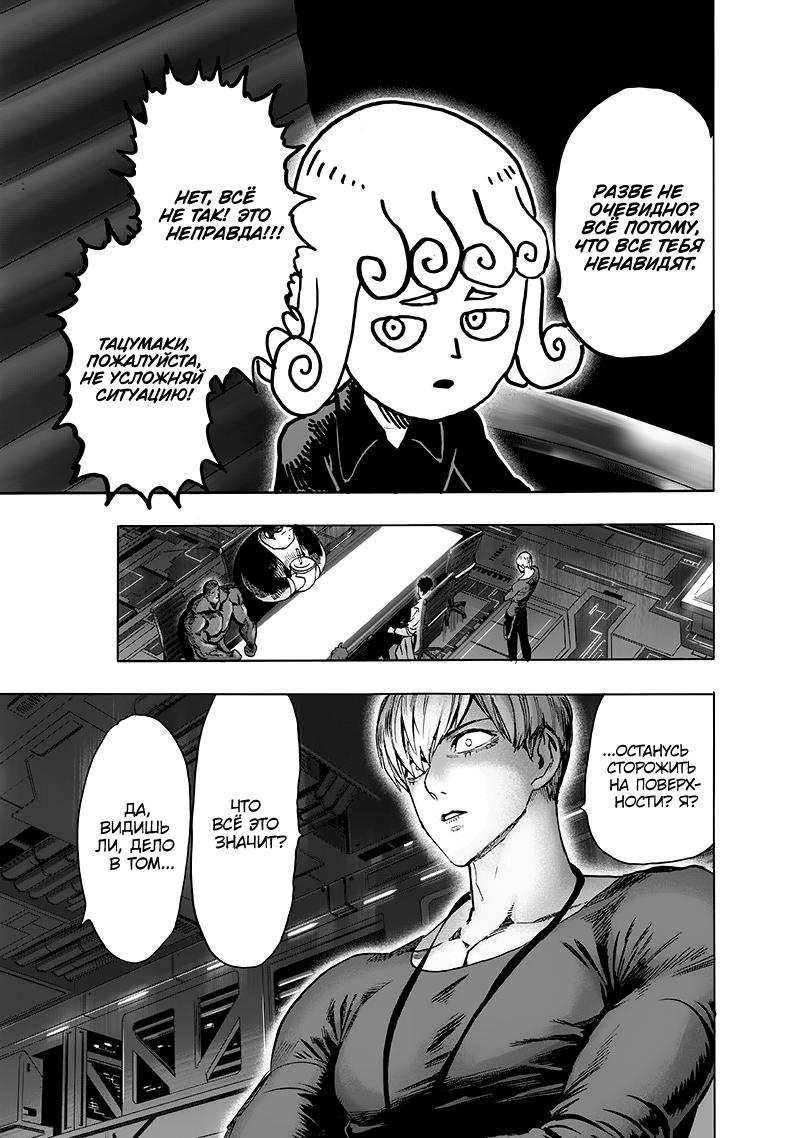 РАЗВЕ НЕ
ОЧЕВИДНО?
ВСЁ ПОТОМУ,
ЧТО ВСЕ ТЕБЯ
НЕНАВИДЯТ.
НЕТ, ВСЁ
НЕ ТАК! ЭТО
НЕПРАВДА!!!
ТАЦУМАКИ,
ПОЖАЛУЙСТА,
НЕ УСЛОЖНЯЙ
СИТУАЦИЮ!
...ОСТАНУСЬ
СТОРОЖИТЬ
НА ПОВЕРХ-
НОСТИ? Я?
ЧТО
ВСЁ ЭТО
ЗНАЧИТ?
ДА,
ВИДИШЬ
ЛИ, ДЕЛО
В ТОМ...